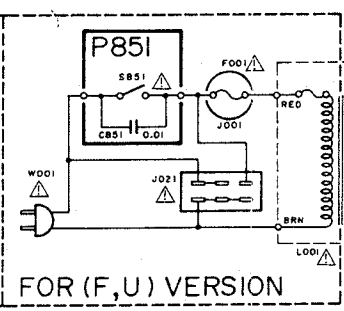 P851
S851
F001
C851 0.01
J001
RED
W001
J021
BRN
L001
FOR (F,U) VERSION